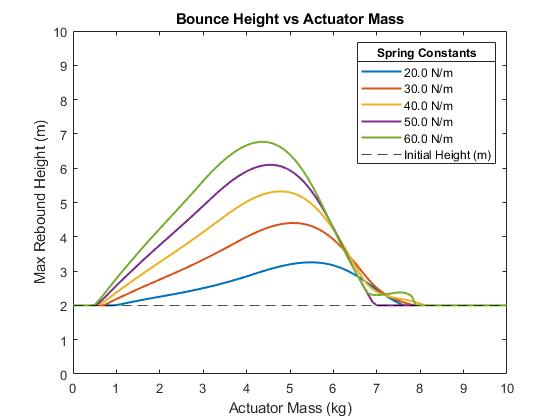 Bounce Height vs Actuator Mass
10
9
8
7
6
5
4
3
2
1
0
Max Rebound Height (m)
Spring Constants
20.0 N/m
30.0 N/m
40.0 N/m
50.0 N/m
60.0 N/m
Initial Height (m)
0 1 2 3 4 5 6 7 8 9 10
Actuator Mass (kg)